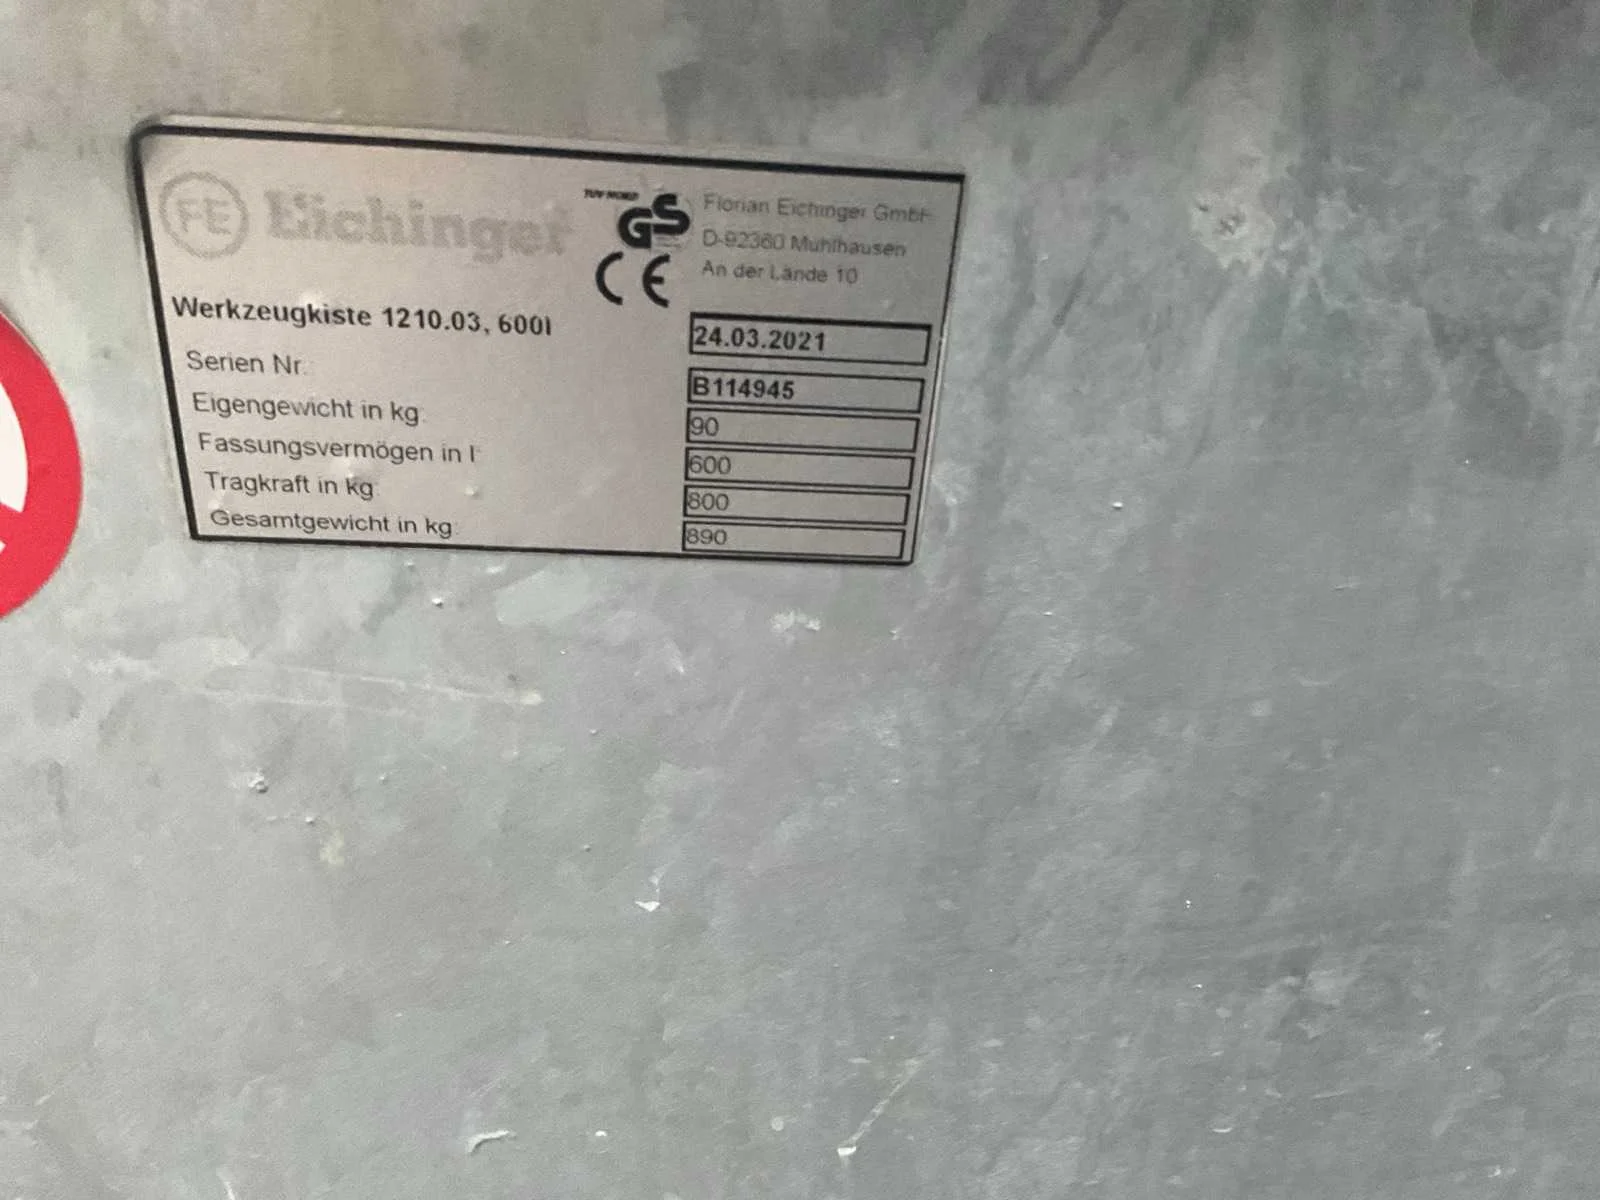 FE Eichinger
TÜV NORD
GS
CE
Florian Eichinger GmbH
D-92360 Mühlhausen
An der Lände 10
Werkzeugkiste 1210.03, 600l 24.03.2021
Serien Nr. B114945
Eigengewicht in kg: 90
Fassungsvermögen in l: 600
Tragkraft in kg: 800
Gesamtgewicht in kg: 890